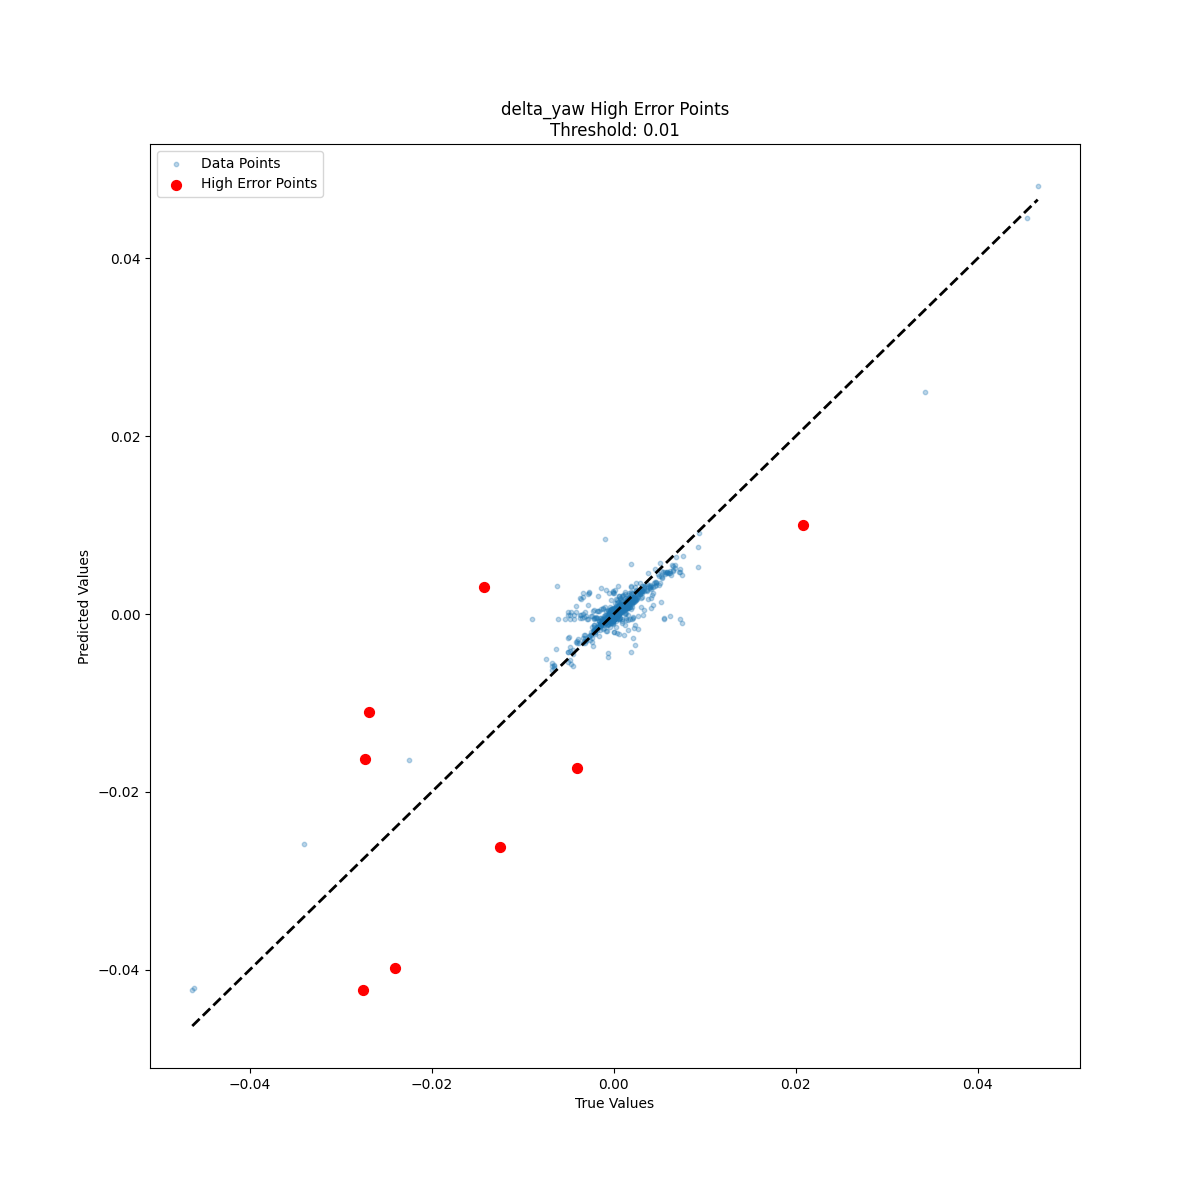 delta_yaw High Error Points
Threshold: 0.01
Data Points
High Error Points
Predicted Values
0.04
0.02
0.00
−0.02
−0.04
−0.04
−0.02
0.00
0.02
0.04
True Values